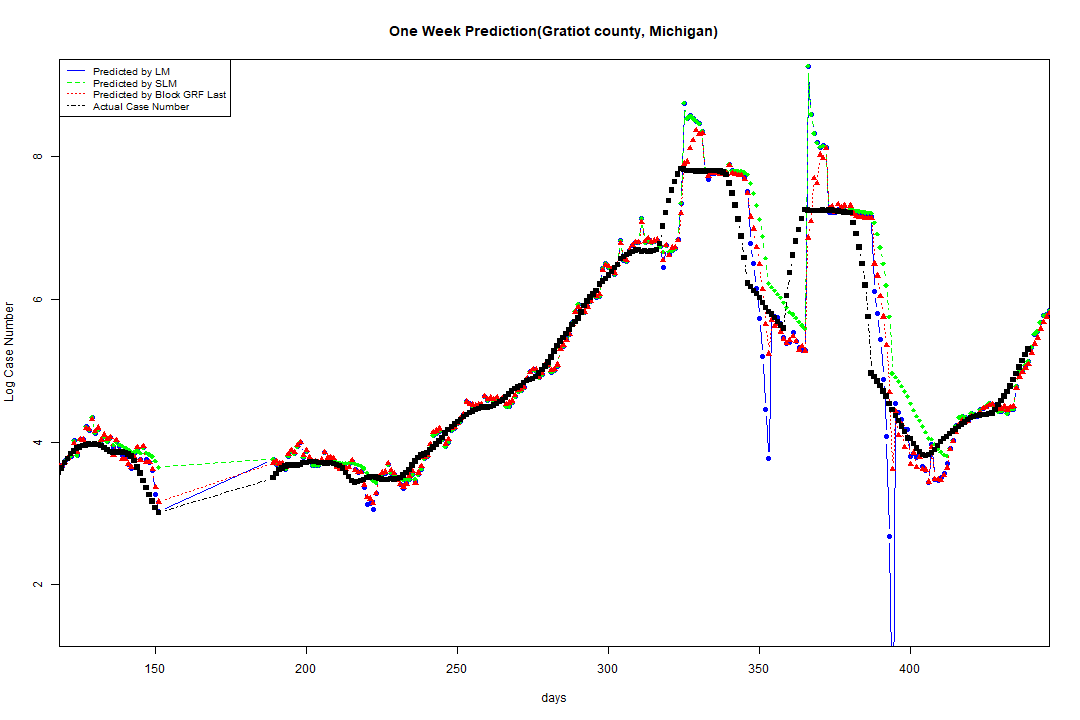 One Week Prediction(Gratiot county, Michigan)
Predicted by LM
Predicted by SLM
Predicted by Block GRF Last
Actual Case Number
8
6
4
2
Log Case Number
150 200 250 300 350 400
days